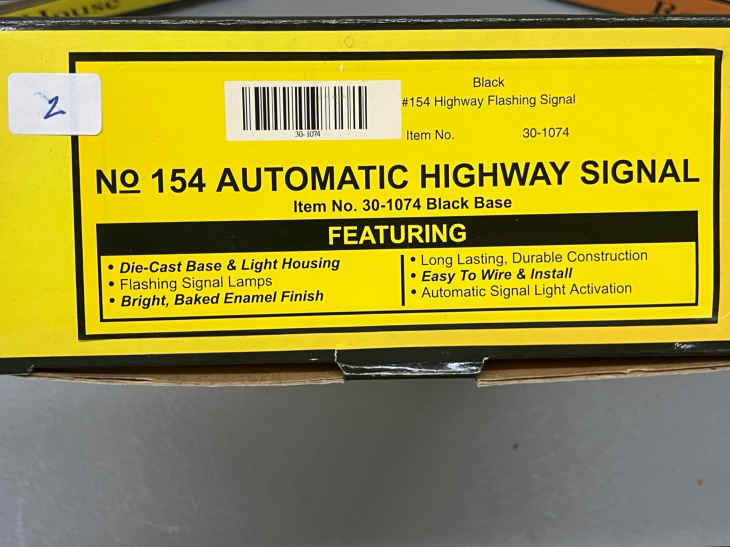 ouse
R
2
Black
#154 Highway Flashing Signal
30-1074
Item No. 30-1074
No 154 AUTOMATIC HIGHWAY SIGNAL
Item No. 30-1074 Black Base
FEATURING
• Die-Cast Base & Light Housing
• Flashing Signal Lamps
• Bright, Baked Enamel Finish
• Long Lasting, Durable Construction
• Easy To Wire & Install
• Automatic Signal Light Activation